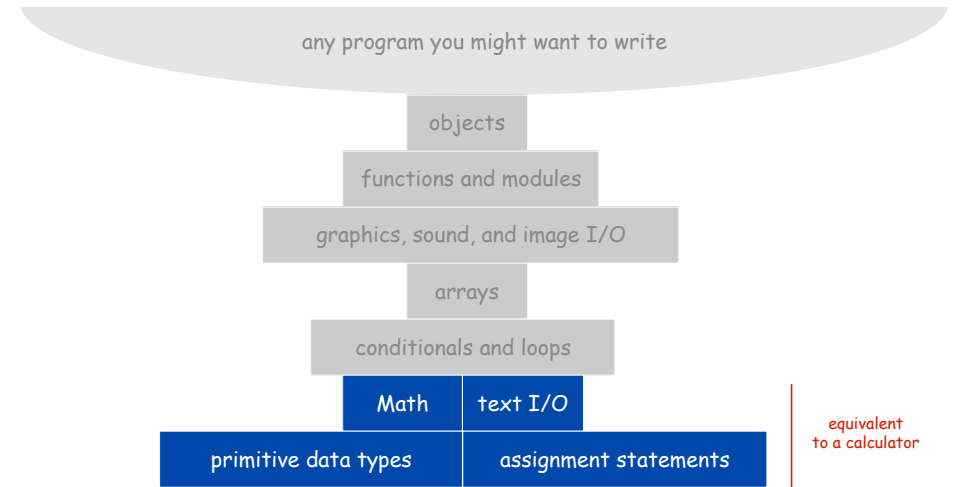 any program you might want to write
objects
functions and modules
graphics, sound, and image I/O
arrays
conditionals and loops
Math
text I/O
equivalent
to a calculator
primitive data types
assignment statements